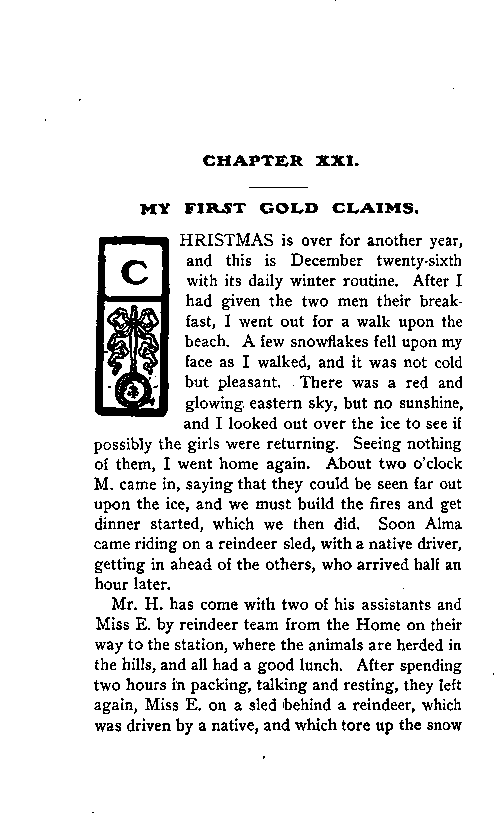 CHAPTER XXI.
MY FIRST GOLD CLAIMS.
CHRISTMAS is over for another year,
and this is December twenty-sixth
with its daily winter routine. After I
had given the two men their break-
fast, I went out for a walk upon the
beach. A few snowflakes fell upon my
face as I walked, and it was not cold
but pleasant. There was a red and
glowing eastern sky, but no sunshine,
and I looked out over the ice to see if
possibly the girls were returning. Seeing nothing
of them, I went home again. About two o'clock
M. came in, saying that they could be seen far out
upon the ice, and we must build the fires and get
dinner started, which we then did. Soon Alma
came riding on a reindeer sled, with a native driver,
getting in ahead of the others, who arrived half an
hour later.
Mr. H. has come with two of his assistants and
Miss E. by reindeer team from the Home on their
way to the station, where the animals are herded in
the hills, and all had a good lunch. After spending
two hours in packing, talking and resting, they left
again, Miss E. on a sled behind a reindeer, which
was driven by a native, and which tore up the snow